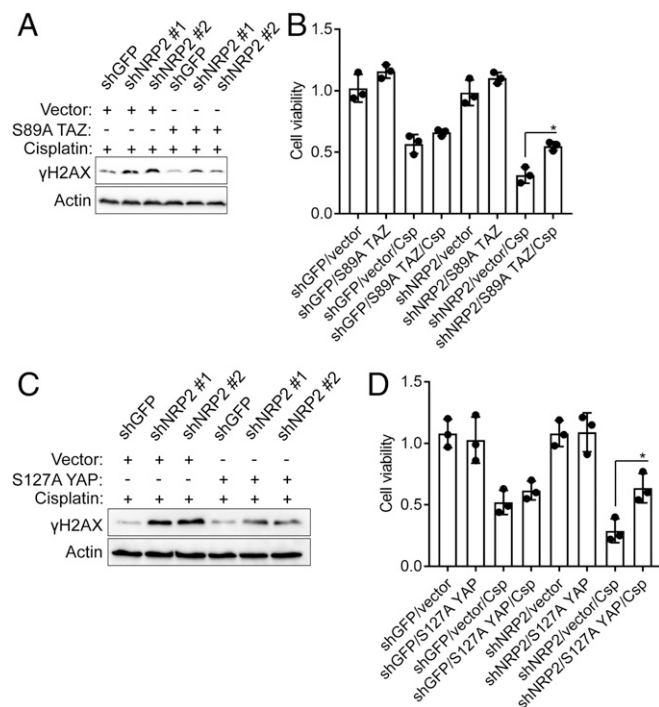 A
shGFP
shNRP2 #1
shNRP2 #2
shGFP
shNRP2 #1
shNRP2 #2
Vector: + + + - - -
S89A TAZ: - - - + + +
Cisplatin: + + + + + +
γH2AX
Actin
B
Cell viability
1.5
1.0
0.5
0.0
*
shGFP/vector
shGFP/S89A TAZ
shGFP/vector/Csp
shGFP/S89A TAZ/Csp
shNRP2/vector
shNRP2/S89A TAZ
shNRP2/vector/Csp
shNRP2/S89A TAZ/Csp
C
shGFP
shNRP2 #1
shNRP2 #2
shGFP
shNRP2 #1
shNRP2 #2
Vector: + + + - - -
S127A YAP: - - - + + +
Cisplatin: + + + + + +
γH2AX
Actin
D
Cell viability
1.5
1.0
0.5
0.0
*
shGFP/vector
shGFP/S127A YAP
shGFP/vector/Csp
shGFP/S127A YAP/Csp
shNRP2/vector
shNRP2/S127A YAP
shNRP2/vector/Csp
shNRP2/S127A YAP/Csp